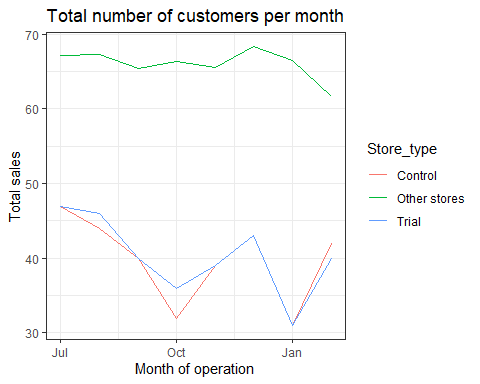 Total number of customers per month
70
60
50
40
30
Total sales
Jul
Oct
Jan
Month of operation
Store_type
Control
Other stores
Trial